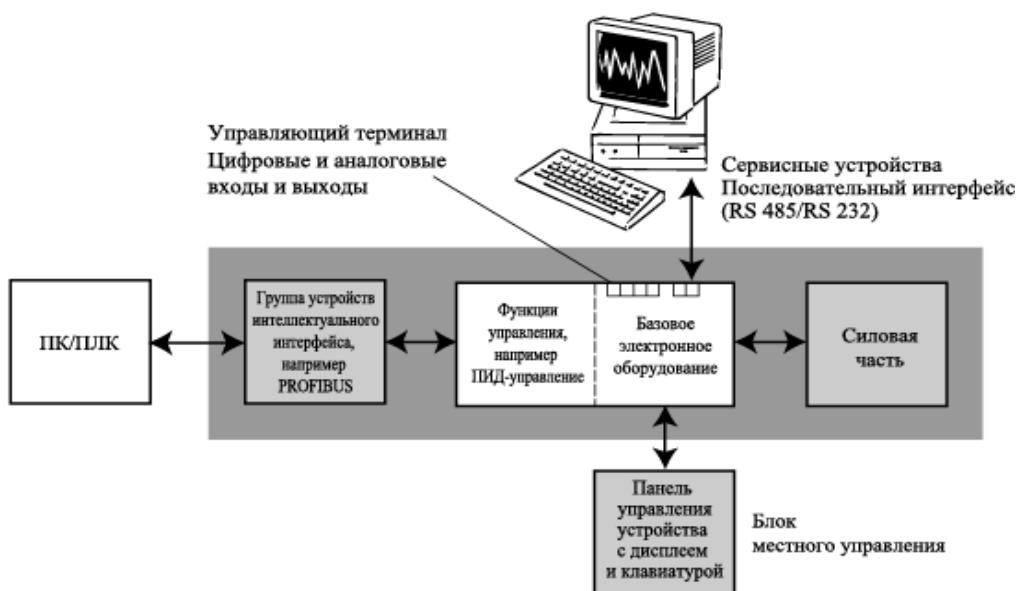 Управляющий терминал
Цифровые и аналоговые
входы и выходы
Сервисные устройства
Последовательный интерфейс
(RS 485/RS 232)
ПК/ПЛК
Группа устройств
интеллектуального
интерфейса,
например
PROFIBUS
Функции
управления,
например
ПИД-управление
Базовое
электронное
оборудование
Силовая
часть
Панель
управления
устройства
с дисплеем
и клавиатурой
Блок
местного управления